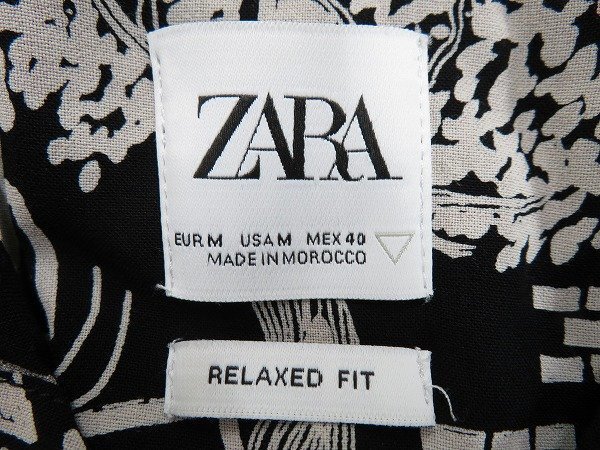 ZARA
EUR M USA M MEX 40
MADE IN MOROCCO
RELAXED FIT